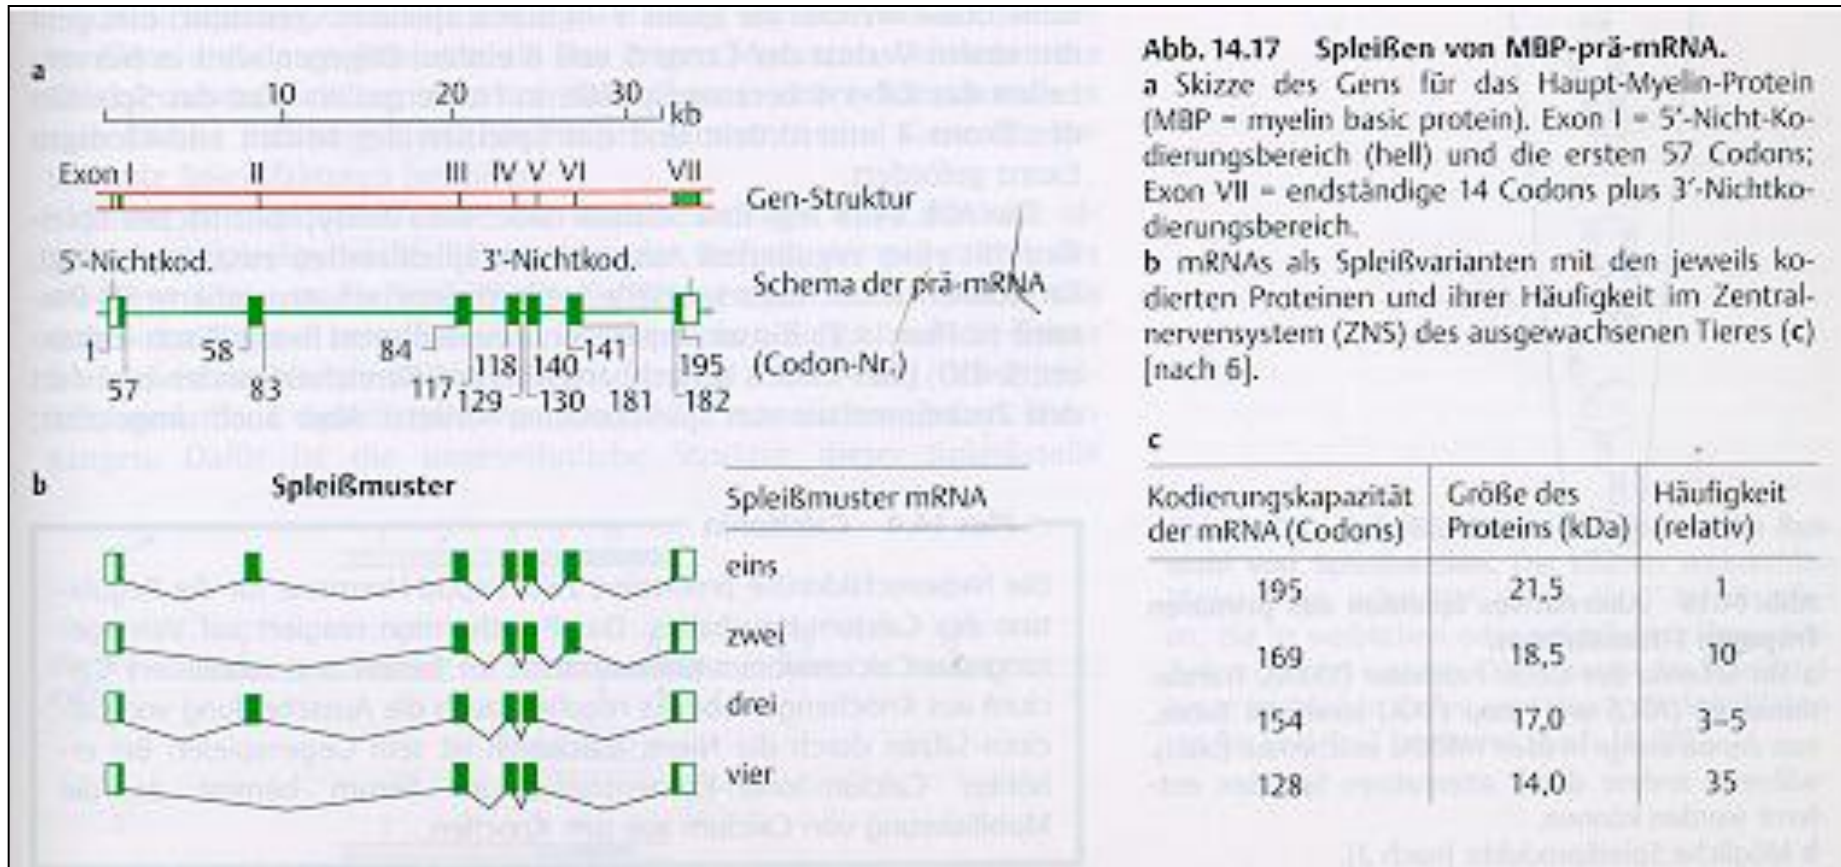 a
10 20 30
kb
Exon I II III IV V VI VII
Gen-Struktur
5'-Nichtkod. 3'-Nichtkod.
Schema der prä-mRNA
1 58 84 118 140 141 195
(Codon-Nr.)
57 83 117 129 130 181 182
b Spleißmuster
Spleißmuster mRNA
eins
zwei
drei
vier
Abb. 14.17 Spleißen von MBP-prä-mRNA.
a Skizze des Gens für das Haupt-Myelin-Protein
(MBP = myelin basic protein). Exon I = 5'-Nicht-Ko-
dierungsbereich (hell) und die ersten 57 Codons;
Exon VII = endständige 14 Codons plus 3'-Nichtko-
dierungsbereich.
b mRNAs als Spleißvarianten mit den jeweils ko-
dierten Proteinen und ihrer Häufigkeit im Zentral-
nervensystem (ZNS) des ausgewachsenen Tieres (c)
[nach 6].
c
Kodierungskapazität Größe des Häufigkeit
der mRNA (Codons) Proteins (kDa) (relativ)
195 21,5 1
169 18,5 10
154 17,0 3–5
128 14,0 35